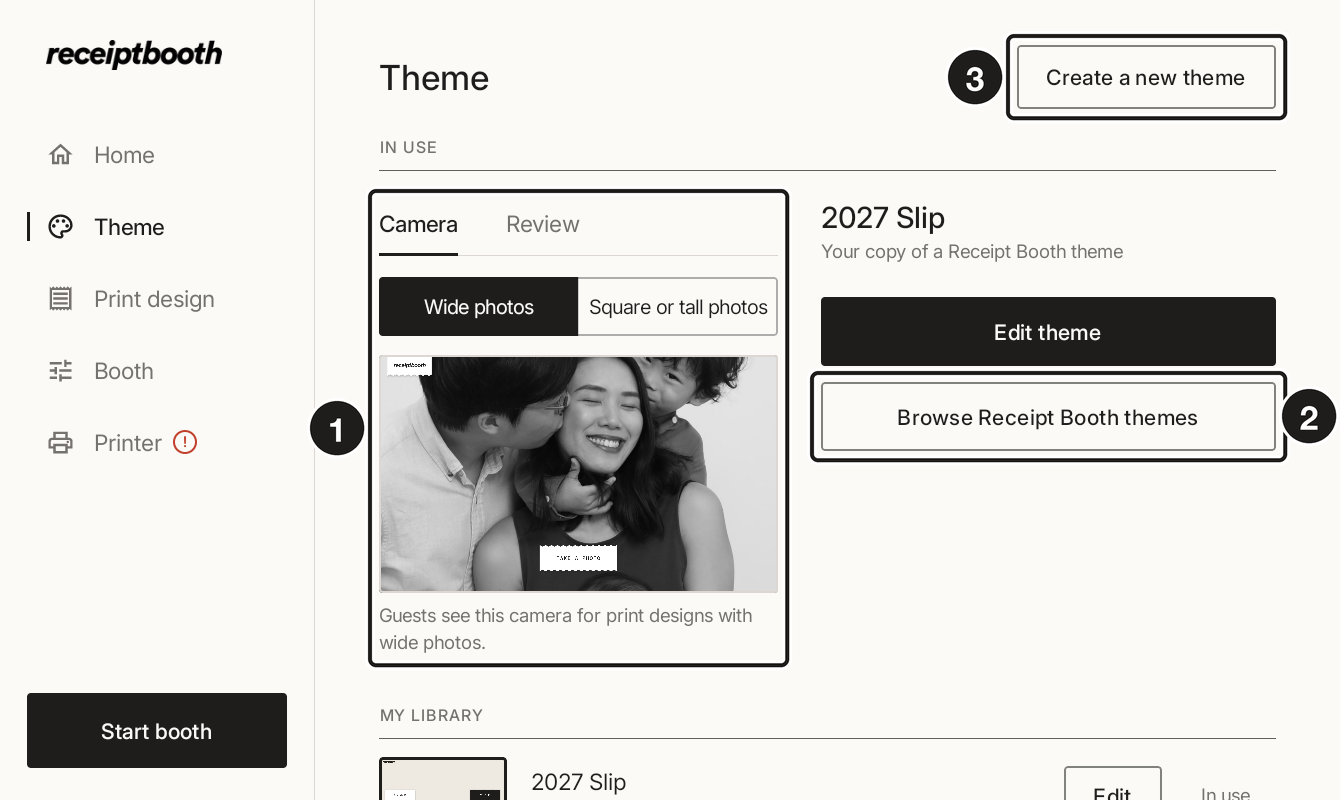 receiptbooth
Home
Theme
Print design
Booth
Printer
Start booth
Theme
3
Create a new theme
IN USE
Camera
Review
Wide photos
Square or tall photos
receiptbooth
TAKE A PHOTO
Guests see this camera for print designs with
wide photos.
1
2027 Slip
Your copy of a Receipt Booth theme
Edit theme
Browse Receipt Booth themes
2
MY LIBRARY
2027 Slip
Edit
In use